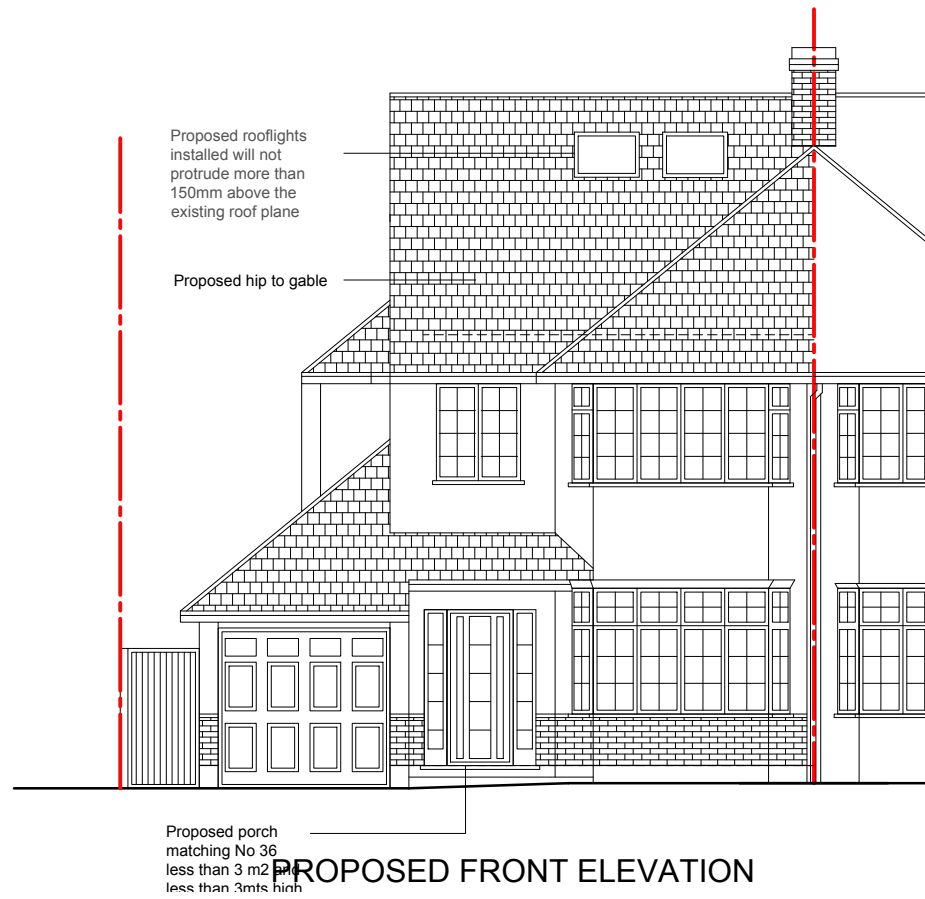 Proposed rooflights
installed will not
protrude more than
150mm above the
existing roof plane
Proposed hip to gable
Proposed porch
matching No 36
less than 3 m2 and
less than 3mts high
PROPOSED FRONT ELEVATION